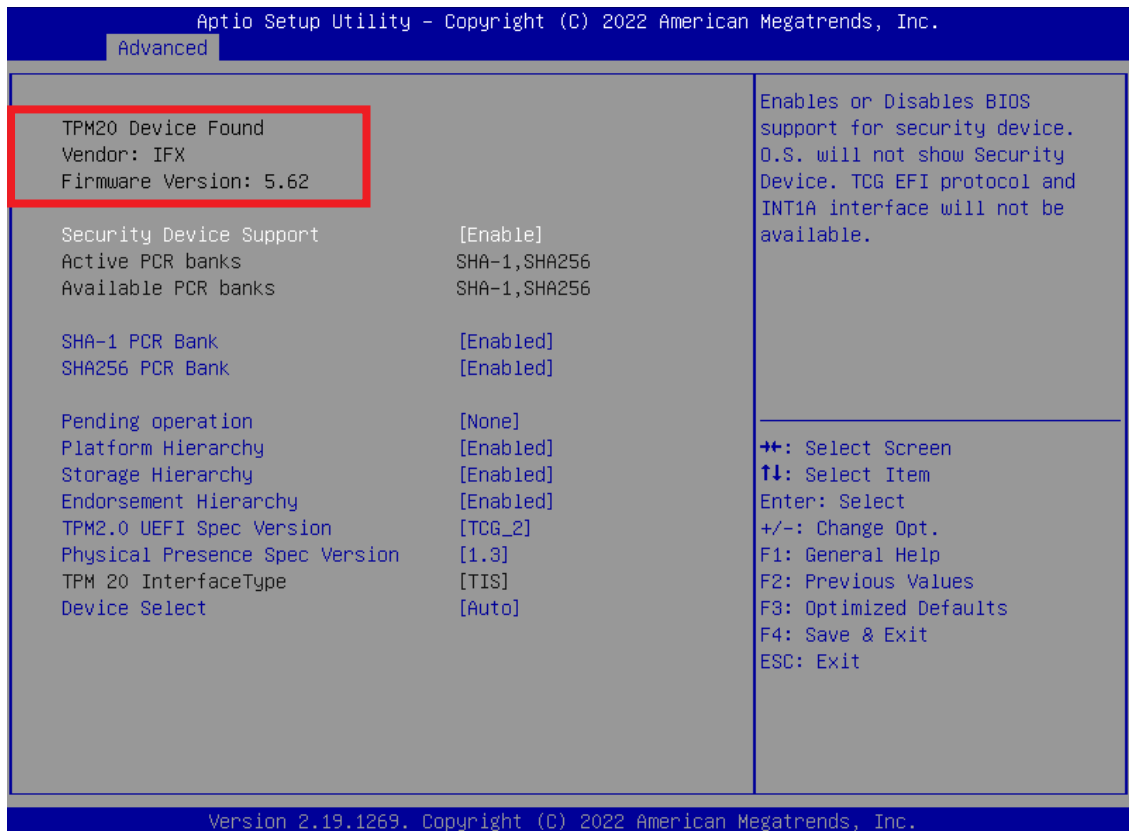 Aptio Setup Utility – Copyright (C) 2022 American Megatrends, Inc.
Advanced
TPM20 Device Found
Vendor: IFX
Firmware Version: 5.62
Security Device Support [Enable]
Active PCR banks SHA-1,SHA256
Available PCR banks SHA-1,SHA256
SHA-1 PCR Bank [Enabled]
SHA256 PCR Bank [Enabled]
Pending operation [None]
Platform Hierarchy [Enabled]
Storage Hierarchy [Enabled]
Endorsement Hierarchy [Enabled]
TPM2.0 UEFI Spec Version [TCG_2]
Physical Presence Spec Version [1.3]
TPM 20 InterfaceType [TIS]
Device Select [Auto]
Enables or Disables BIOS
support for security device.
O.S. will not show Security
Device. TCG EFI protocol and
INT1A interface will not be
available.
→←: Select Screen
↑↓: Select Item
Enter: Select
+/-: Change Opt.
F1: General Help
F2: Previous Values
F3: Optimized Defaults
F4: Save & Exit
ESC: Exit
Version 2.19.1269. Copyright (C) 2022 American Megatrends, Inc.